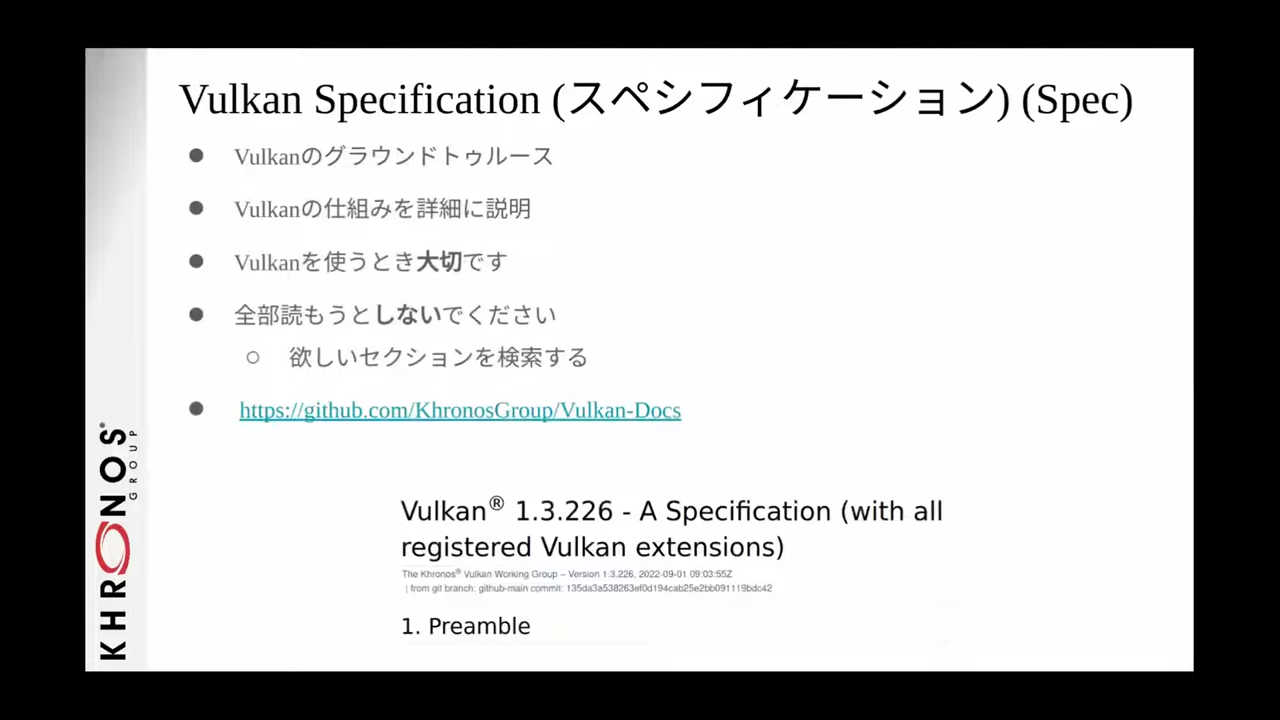 Vulkan Specification (スペシフィケーション) (Spec)
Vulkanのグラウンドトゥルース
Vulkanの仕組みを詳細に説明
Vulkanを使うとき大切です
全部読もうとしないでください
欲しいセクションを検索する
https://github.com/KhronosGroup/Vulkan-Docs
Vulkan® 1.3.226 - A Specification (with all
registered Vulkan extensions)
The Khronos® Vulkan Working Group – Version 1.3.226, 2022-09-01 09:03:55Z
| from git branch: github-main commit: 135da3a538263ef0d194cab25e2bb091119bdc42
1. Preamble
KHRONOS®
GROUP